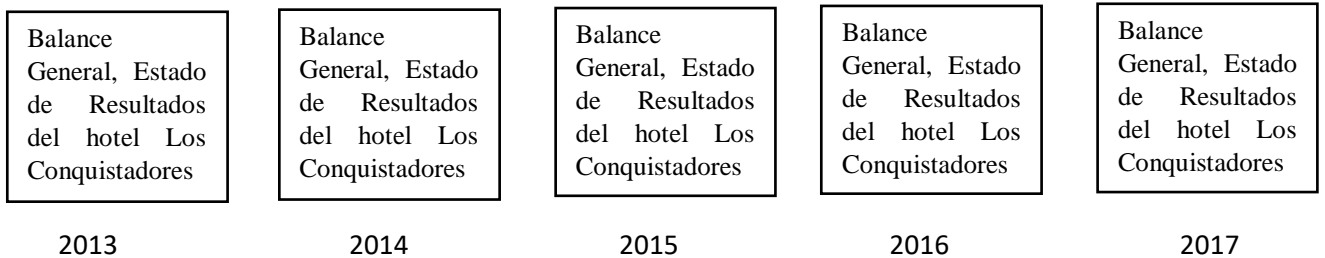 Balance
General, Estado
de Resultados
del hotel Los
Conquistadores
Balance
General, Estado
de Resultados
del hotel Los
Conquistadores
Balance
General, Estado
de Resultados
del hotel Los
Conquistadores
Balance
General, Estado
de Resultados
del hotel Los
Conquistadores
Balance
General, Estado
de Resultados
del hotel Los
Conquistadores
2013 2014 2015 2016 2017